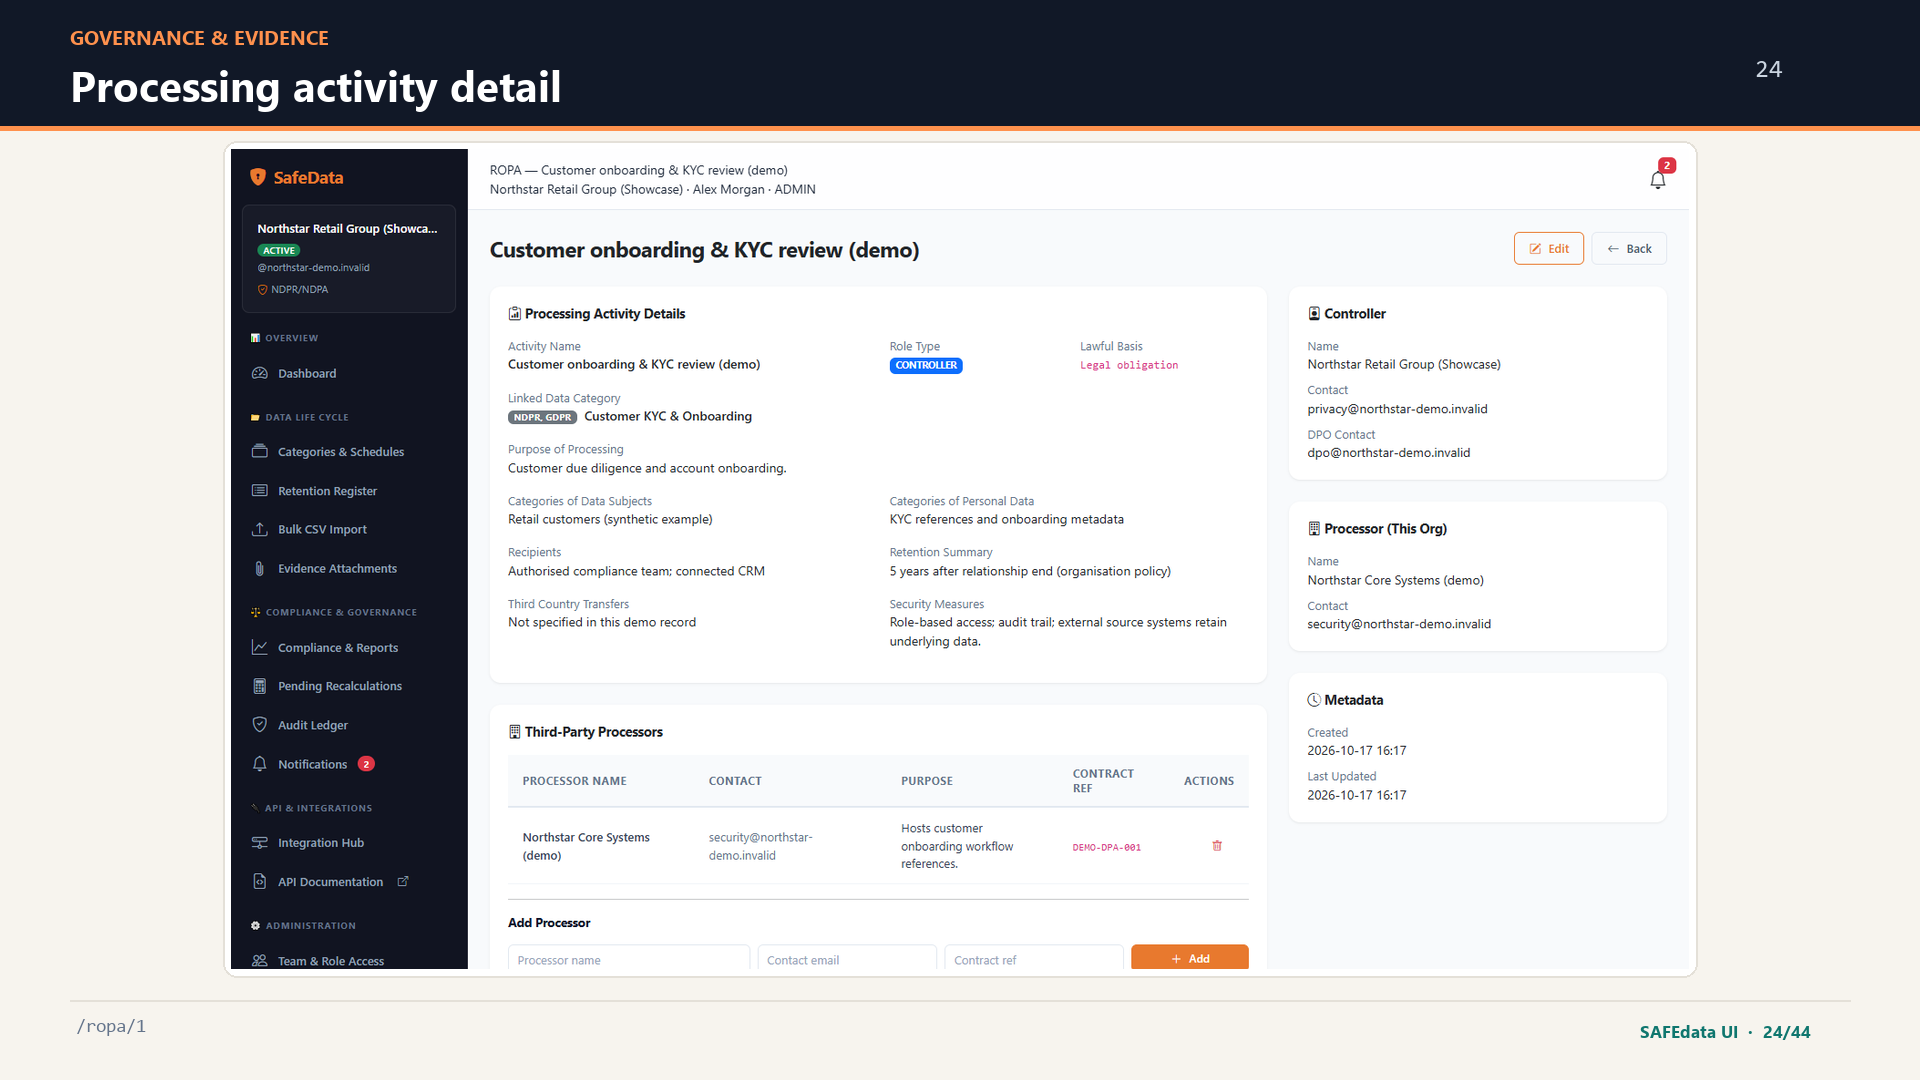 GOVERNANCE & EVIDENCE
Processing activity detail
24
SafeData
Northstar Retail Group (Showca...
ACTIVE
@northstar-demo.invalid
NDPR/NDPA
OVERVIEW
Dashboard
DATA LIFE CYCLE
Categories & Schedules
Retention Register
Bulk CSV Import
Evidence Attachments
COMPLIANCE & GOVERNANCE
Compliance & Reports
Pending Recalculations
Audit Ledger
Notifications 2
API & INTEGRATIONS
Integration Hub
API Documentation
ADMINISTRATION
Team & Role Access
ROPA — Customer onboarding & KYC review (demo)
Northstar Retail Group (Showcase) · Alex Morgan · ADMIN
2
Customer onboarding & KYC review (demo)
Edit
← Back
Processing Activity Details
Activity Name
Customer onboarding & KYC review (demo)
Role Type
CONTROLLER
Lawful Basis
Legal obligation
Linked Data Category
NDPR, GDPR Customer KYC & Onboarding
Purpose of Processing
Customer due diligence and account onboarding.
Categories of Data Subjects
Retail customers (synthetic example)
Categories of Personal Data
KYC references and onboarding metadata
Recipients
Authorised compliance team; connected CRM
Retention Summary
5 years after relationship end (organisation policy)
Third Country Transfers
Not specified in this demo record
Security Measures
Role-based access; audit trail; external source systems retain
underlying data.
Third-Party Processors
PROCESSOR NAME
CONTACT
PURPOSE
CONTRACT
REF
ACTIONS
Northstar Core Systems
(demo)
security@northstar-
demo.invalid
Hosts customer
onboarding workflow
references.
DEMO-DPA-001
Add Processor
Processor name
Contact email
Contract ref
+ Add
Controller
Name
Northstar Retail Group (Showcase)
Contact
privacy@northstar-demo.invalid
DPO Contact
dpo@northstar-demo.invalid
Processor (This Org)
Name
Northstar Core Systems (demo)
Contact
security@northstar-demo.invalid
Metadata
Created
2026-10-17 16:17
Last Updated
2026-10-17 16:17
/ropa/1
SAFEdata UI · 24/44